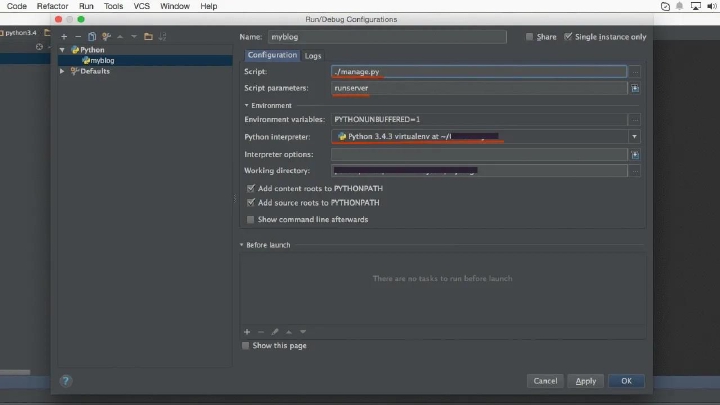 Code Refactor Run Tools VCS Window Help
Run/Debug Configurations
python3.4
Name: myblog Share Single instance only
Python
myblog
Defaults
Configuration Logs
Script: ./manage.py
Script parameters: runserver
Environment
Environment variables: PYTHONUNBUFFERED=1
Python interpreter: Python 3.4.3 virtualenv at ~/
Interpreter options:
Working directory:
Add content roots to PYTHONPATH
Add source roots to PYTHONPATH
Show command line afterwards
Before launch
There are no tasks to run before launch
Show this page
? Cancel Apply OK